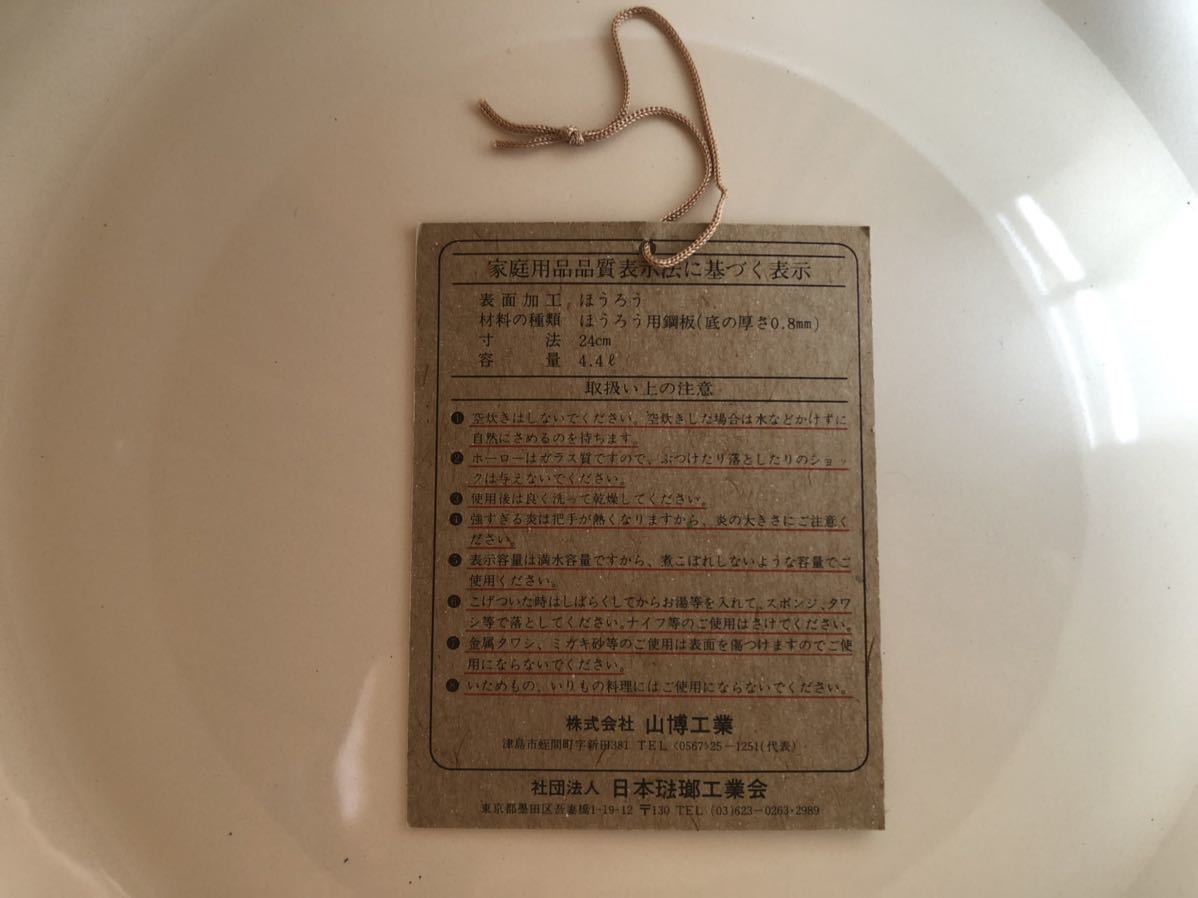 家庭用品品質表示法に基づく表示
表面加工 ほうろう
材料の種類 ほうろう用鋼板(底の厚さ0.8mm)
寸法 24cm
容量 4.4ℓ
取扱い上の注意
❶ 空炊きはしないでください。空炊きした場合は水などかけずに
自然にさめるのを待ちます。
❷ ホーローはガラス質ですので、ぶつけたり落としたりのショッ
クは与えないでください。
❸ 使用後は良く洗って乾燥してください。
❹ 強すぎる炎は把手が熱くなりますから、炎の大きさにご注意く
ださい。
❺ 表示容量は満水容量ですから、煮こぼれしないような容量でご
使用ください。
❻ こげついた時はしばらくしてからお湯等を入れて、スポンジ、タワ
シ等で落としてください。ナイフ等のご使用はさけてください。
❼ 金属タワシ、ミガキ砂等のご使用は表面を傷つけますのでご使
用にならないでください。
❽ いためもの、いりもの料理にはご使用にならないでください。
株式会社 山博工業
津島市蛭間町字新田381 TEL〈0567〉25-1251(代表)
社団法人 日本琺瑯工業会
東京都墨田区吾妻橋1-19-12 〒130 TEL (03)623-0263・2989